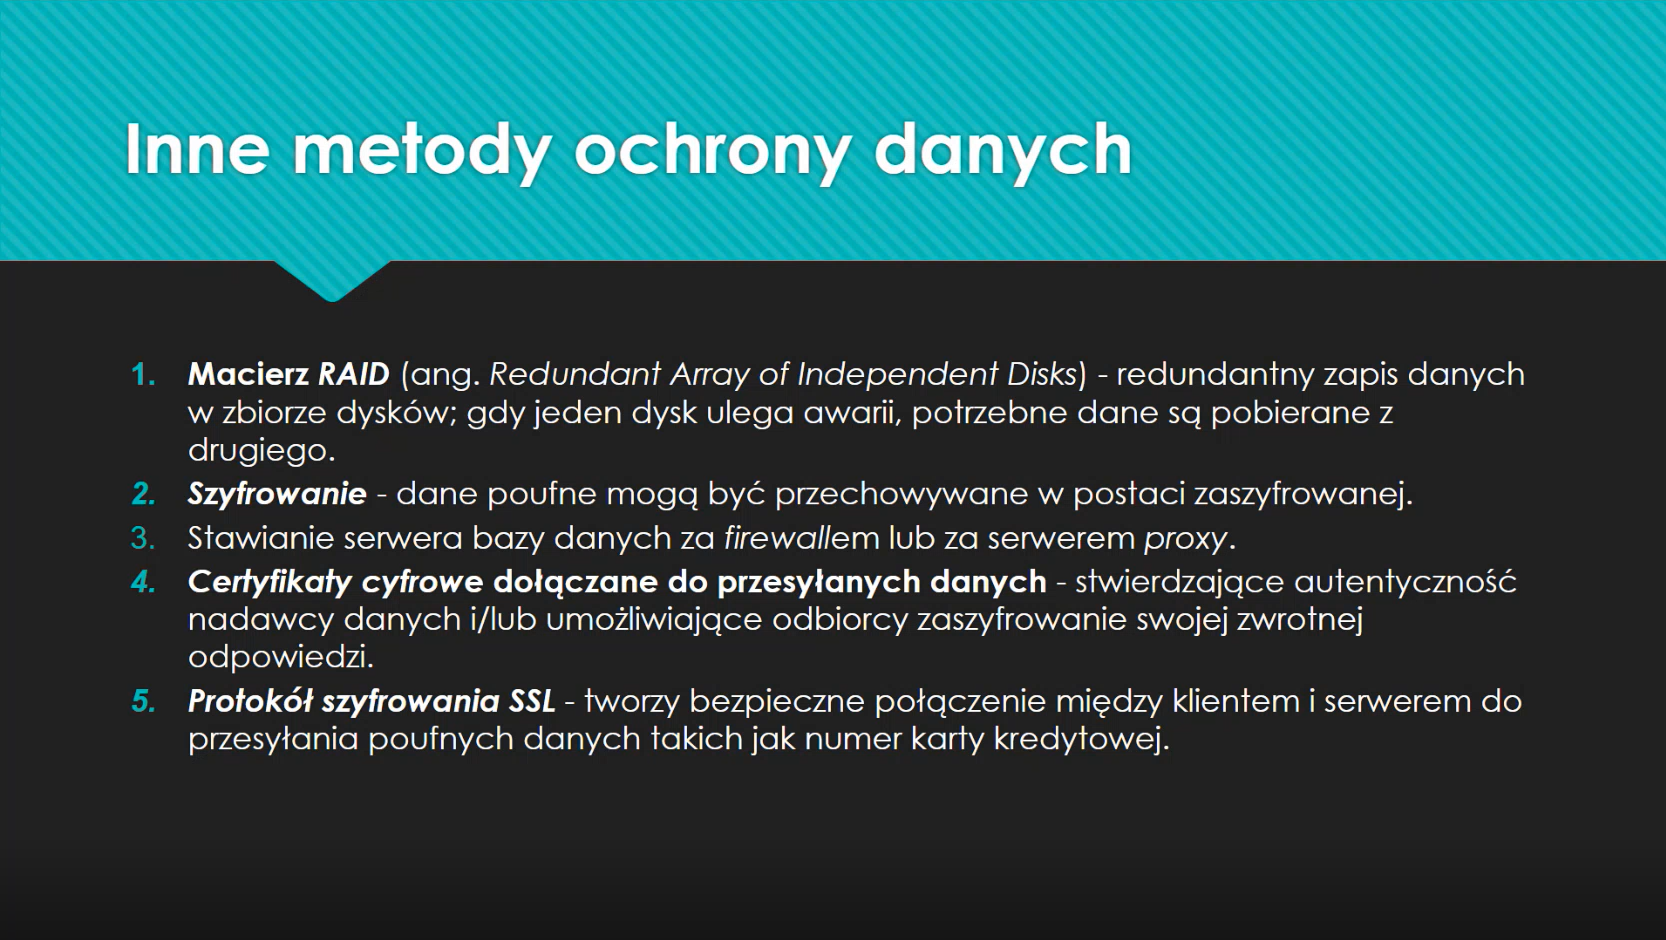 Inne metody ochrony danych
1. Macierz RAID (ang. Redundant Array of Independent Disks) - redundantny zapis danych
w zbiorze dysków; gdy jeden dysk ulega awarii, potrzebne dane są pobierane z
drugiego.
2. Szyfrowanie - dane poufne mogą być przechowywane w postaci zaszyfrowanej.
3. Stawianie serwera bazy danych za firewallem lub za serwerem proxy.
4. Certyfikaty cyfrowe dołączane do przesyłanych danych - stwierdzające autentyczność
nadawcy danych i/lub umożliwiające odbiorcy zaszyfrowanie swojej zwrotnej
odpowiedzi.
5. Protokół szyfrowania SSL - tworzy bezpieczne połączenie między klientem i serwerem do
przesyłania poufnych danych takich jak numer karty kredytowej.